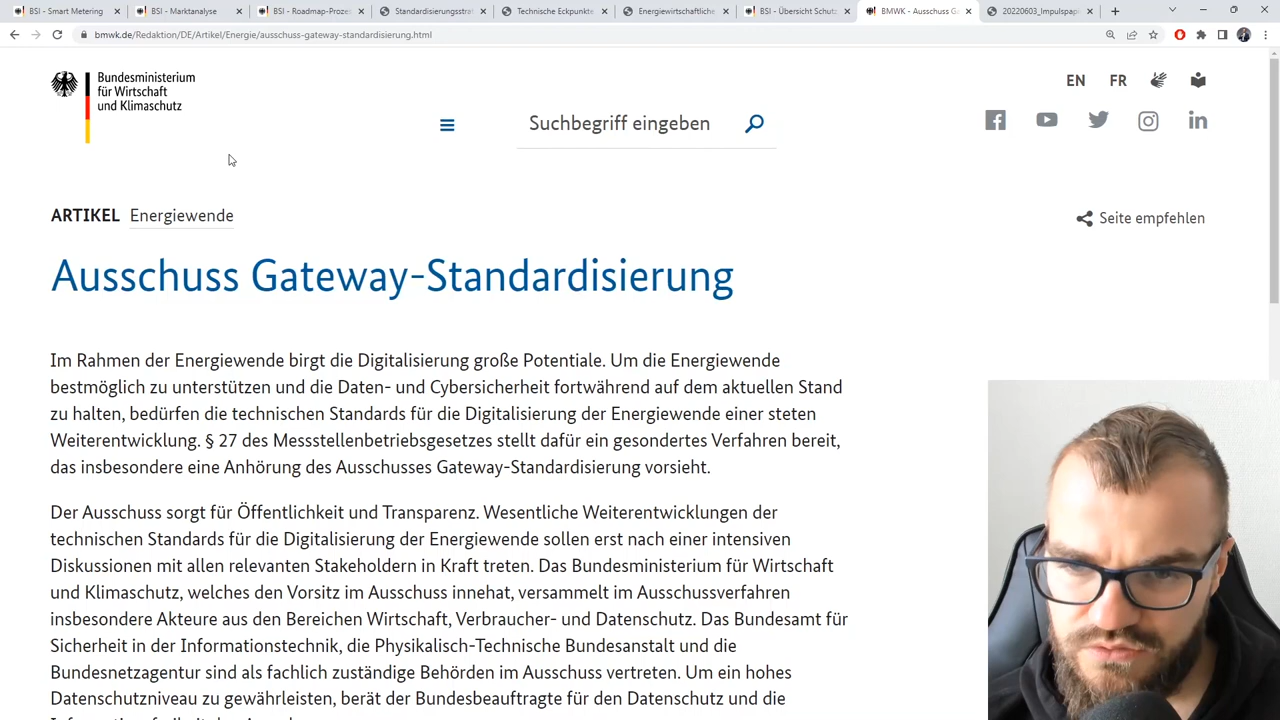 BSI - Smart Metering
BSI - Marktanalyse
BSI - Roadmap-Prozes
Standardisierungsstrat
Technische Eckpunkte
Energiewirtschaftliche
BSI - Übersicht Schutz
BMWK - Ausschuss Ga
20220603_Impulspapi
bmwk.de/Redaktion/DE/Artikel/Energie/ausschuss-gateway-standardisierung.html
Bundesministerium
für Wirtschaft
und Klimaschutz
Suchbegriff eingeben
EN FR
ARTIKEL Energiewende
Seite empfehlen
Ausschuss Gateway-Standardisierung
Im Rahmen der Energiewende birgt die Digitalisierung große Potentiale. Um die Energiewende
bestmöglich zu unterstützen und die Daten- und Cybersicherheit fortwährend auf dem aktuellen Stand
zu halten, bedürfen die technischen Standards für die Digitalisierung der Energiewende einer steten
Weiterentwicklung. § 27 des Messstellenbetriebsgesetzes stellt dafür ein gesondertes Verfahren bereit,
das insbesondere eine Anhörung des Ausschusses Gateway-Standardisierung vorsieht.
Der Ausschuss sorgt für Öffentlichkeit und Transparenz. Wesentliche Weiterentwicklungen der
technischen Standards für die Digitalisierung der Energiewende sollen erst nach einer intensiven
Diskussionen mit allen relevanten Stakeholdern in Kraft treten. Das Bundesministerium für Wirtschaft
und Klimaschutz, welches den Vorsitz im Ausschuss innehat, versammelt im Ausschussverfahren
insbesondere Akteure aus den Bereichen Wirtschaft, Verbraucher- und Datenschutz. Das Bundesamt für
Sicherheit in der Informationstechnik, die Physikalisch-Technische Bundesanstalt und die
Bundesnetzagentur sind als fachlich zuständige Behörden im Ausschuss vertreten. Um ein hohes
Datenschutzniveau zu gewährleisten, berät der Bundesbeauftragte für den Datenschutz und die